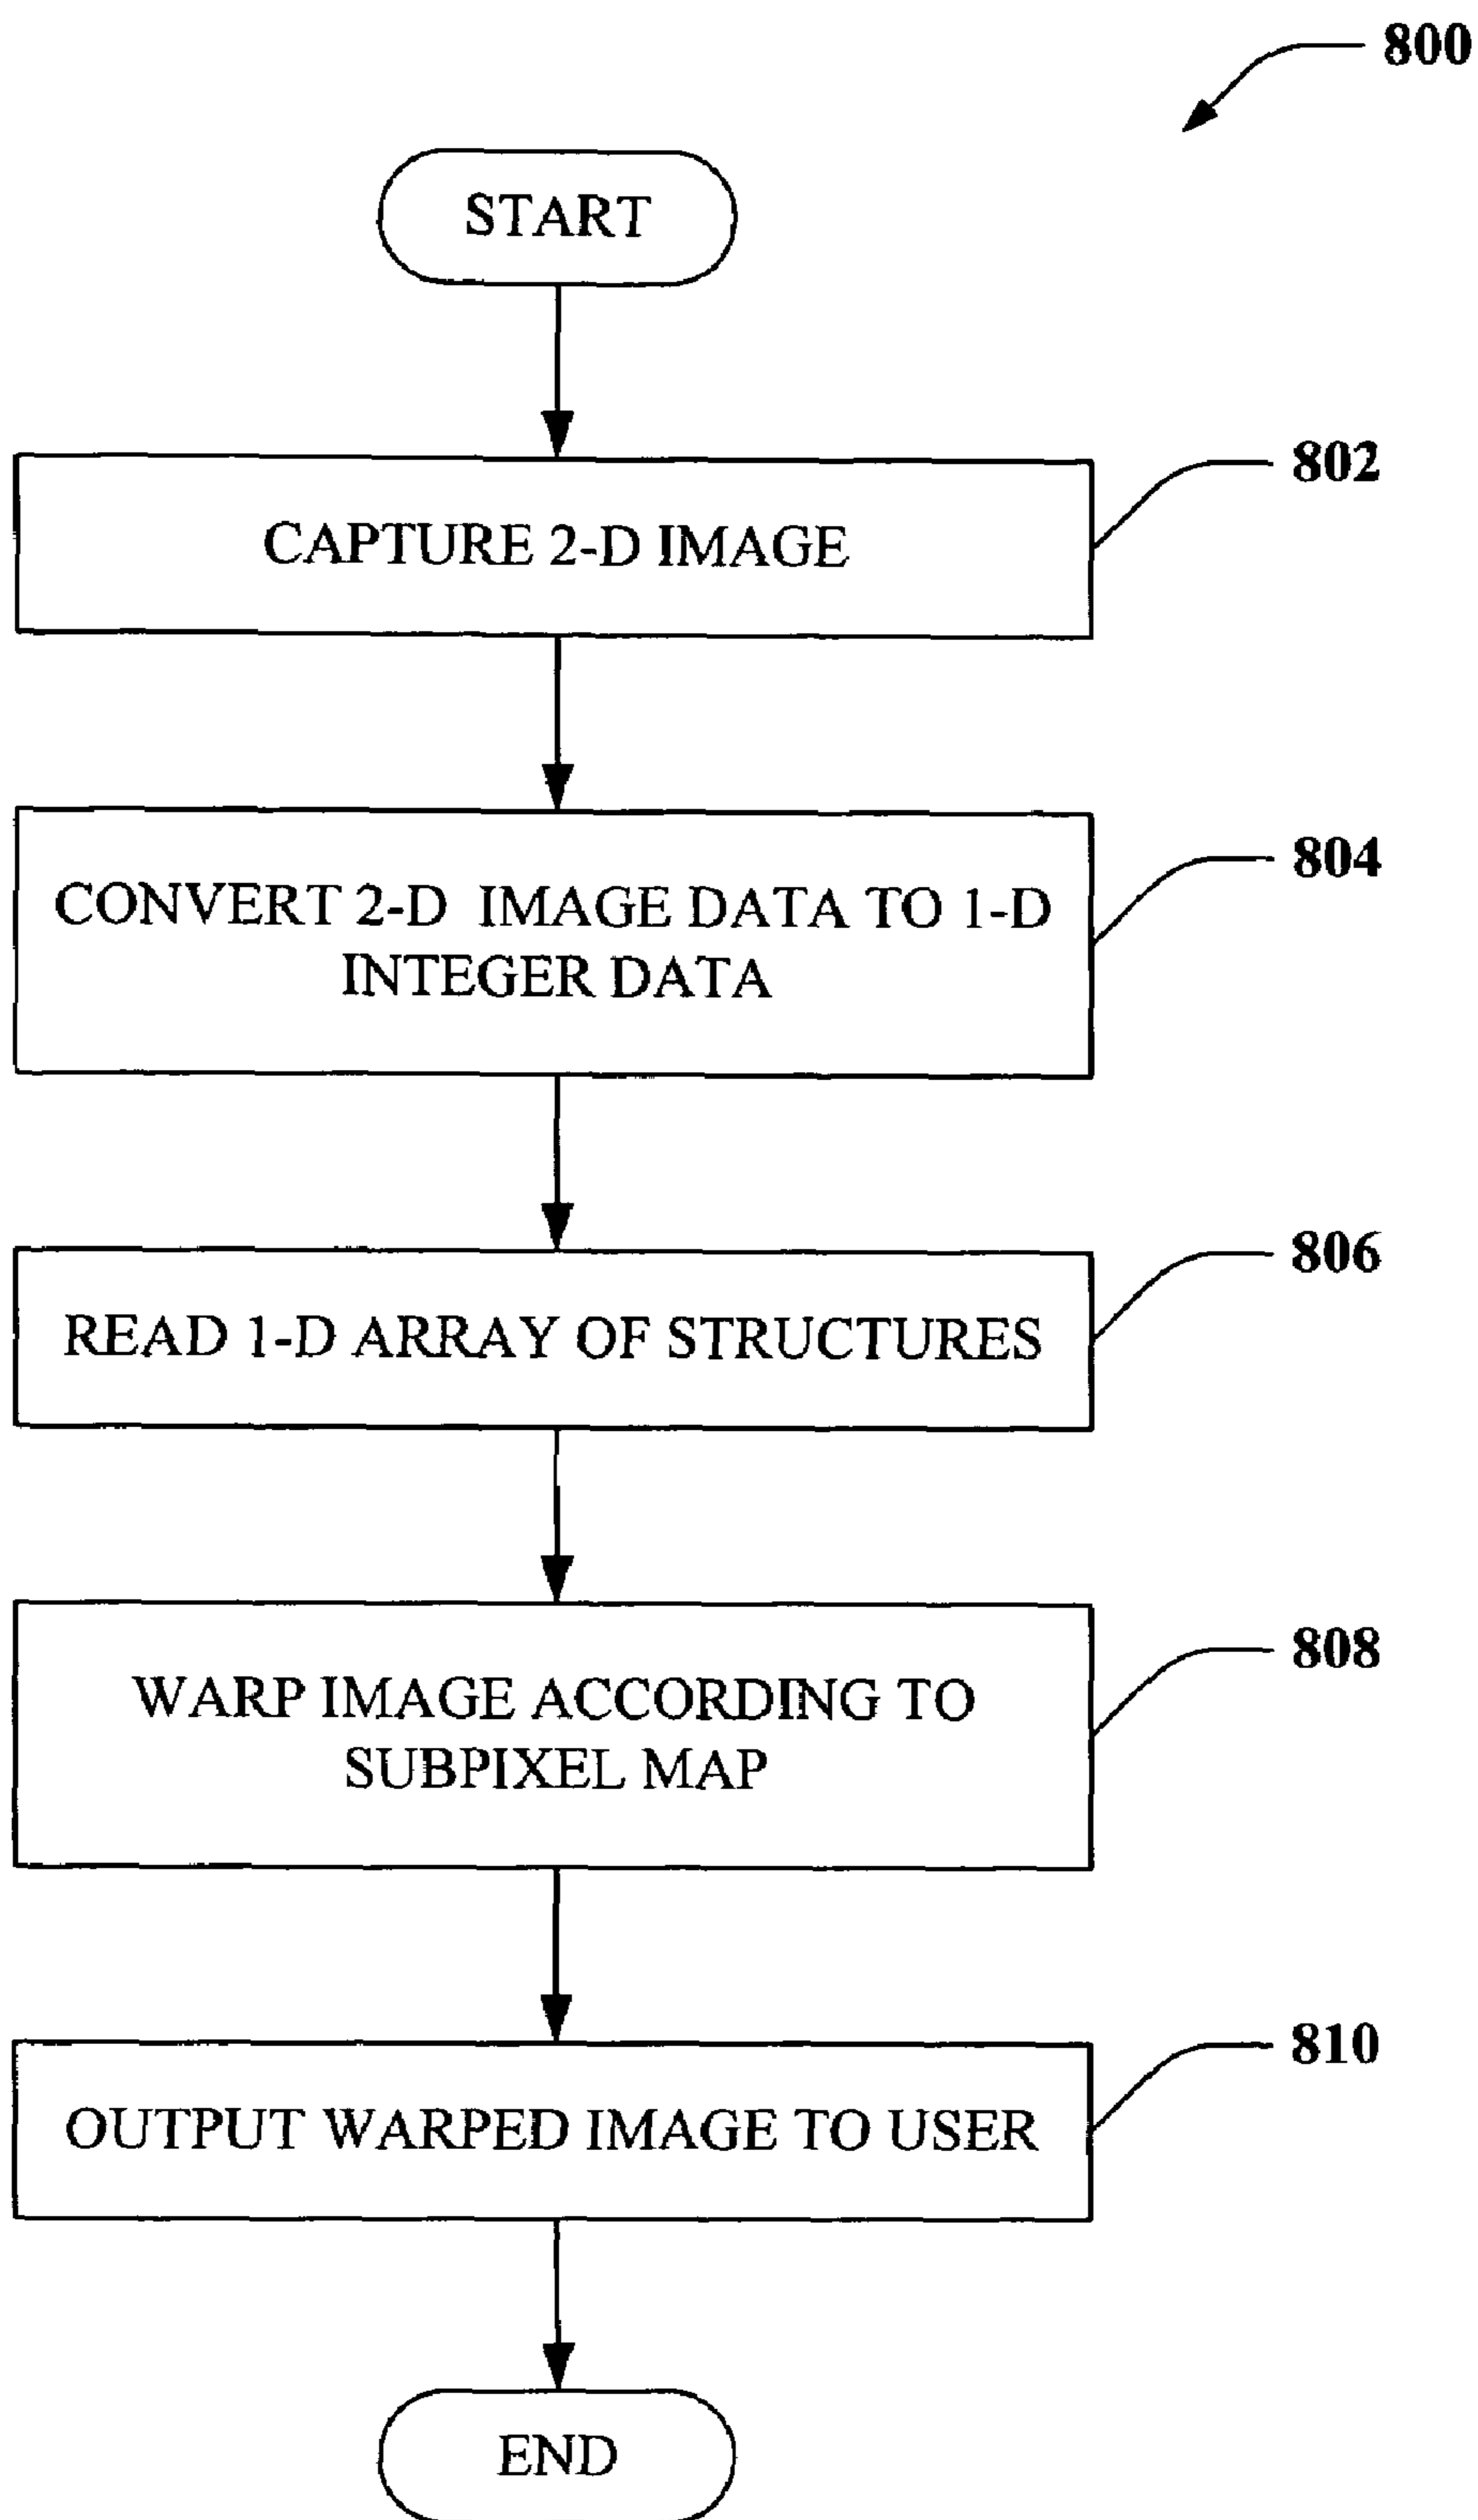 800
START
802
CAPTURE 2-D IMAGE
804
CONVERT 2-D IMAGE DATA TO 1-D
INTEGER DATA
806
READ 1-D ARRAY OF STRUCTURES
808
WARP IMAGE ACCORDING TO
SUBPIXEL MAP
810
OUTPUT WARPED IMAGE TO USER
END